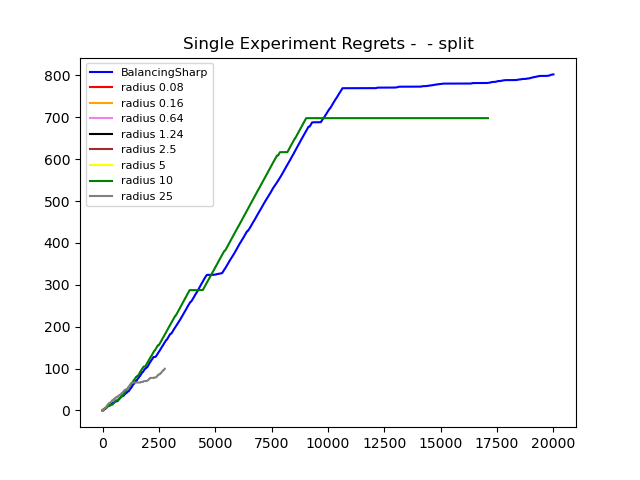 Single Experiment Regrets -  - split
BalancingSharp
radius 0.08
radius 0.16
radius 0.64
radius 1.24
radius 2.5
radius 5
radius 10
radius 25
800
700
600
500
400
300
200
100
0
0 2500 5000 7500 10000 12500 15000 17500 20000